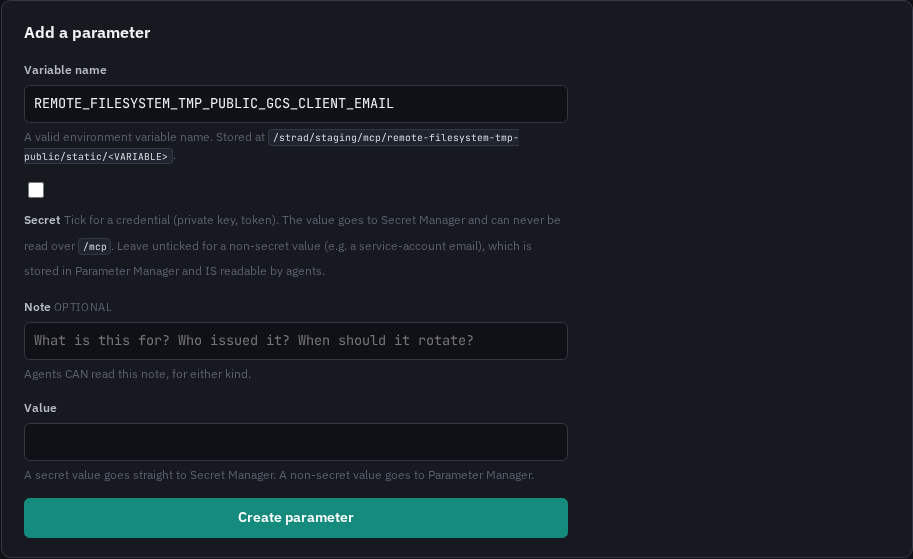 Add a parameter
Variable name
REMOTE_FILESYSTEM_TMP_PUBLIC_GCS_CLIENT_EMAIL
A valid environment variable name. Stored at /strad/staging/mcp/remote-filesystem-tmp-
public/static/<VARIABLE>.
Secret Tick for a credential (private key, token). The value goes to Secret Manager and can never be
read over /mcp. Leave unticked for a non-secret value (e.g. a service-account email), which is
stored in Parameter Manager and IS readable by agents.
Note OPTIONAL
What is this for? Who issued it? When should it rotate?
Agents CAN read this note, for either kind.
Value
A secret value goes straight to Secret Manager. A non-secret value goes to Parameter Manager.
Create parameter